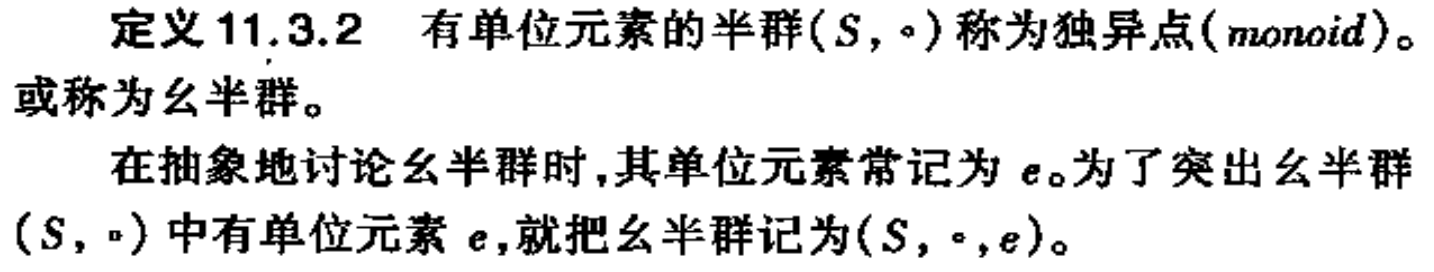 定义11.3.2 有单位元素的半群(S,∘)称为独异点(monoid)。
或称为幺半群。
在抽象地讨论幺半群时,其单位元素常记为 e。为了突出幺半群
(S,∘)中有单位元素 e,就把幺半群记为(S,∘,e)。